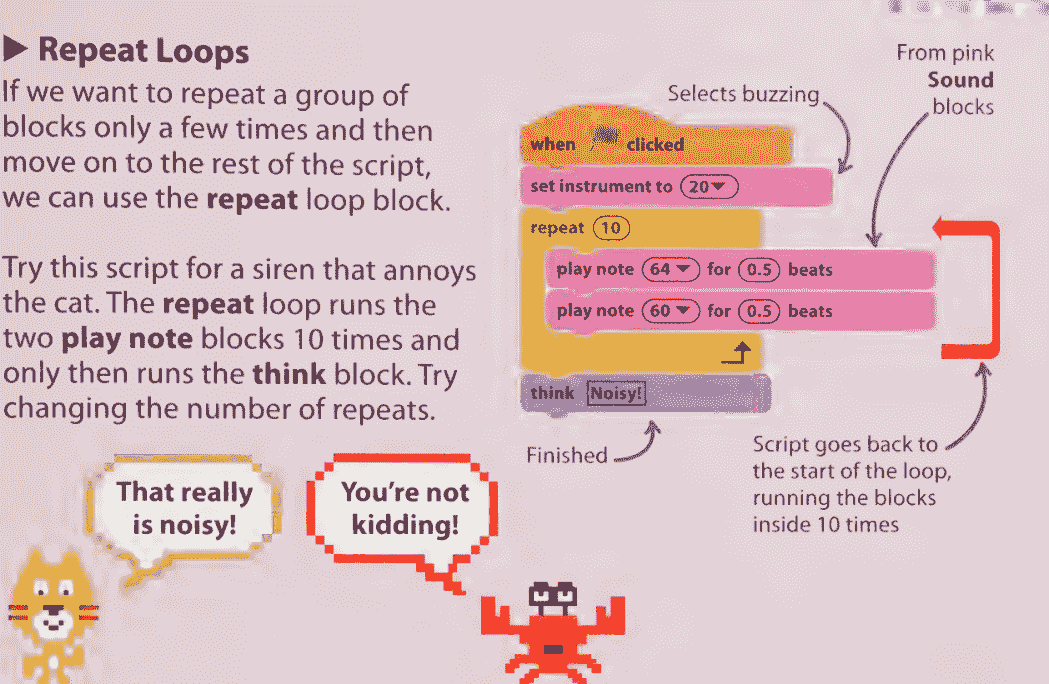 ▶ Repeat Loops
If we want to repeat a group of
blocks only a few times and then
move on to the rest of the script,
we can use the repeat loop block.
Try this script for a siren that annoys
the cat. The repeat loop runs the
two play note blocks 10 times and
only then runs the think block. Try
changing the number of repeats.
From pink
Sound
blocks
Selects buzzing
when clicked
set instrument to 20
repeat 10
play note 64 for 0.5 beats
play note 60 for 0.5 beats
think Noisy!
Finished
Script goes back to
the start of the loop,
running the blocks
inside 10 times
That really
is noisy!
You're not
kidding!